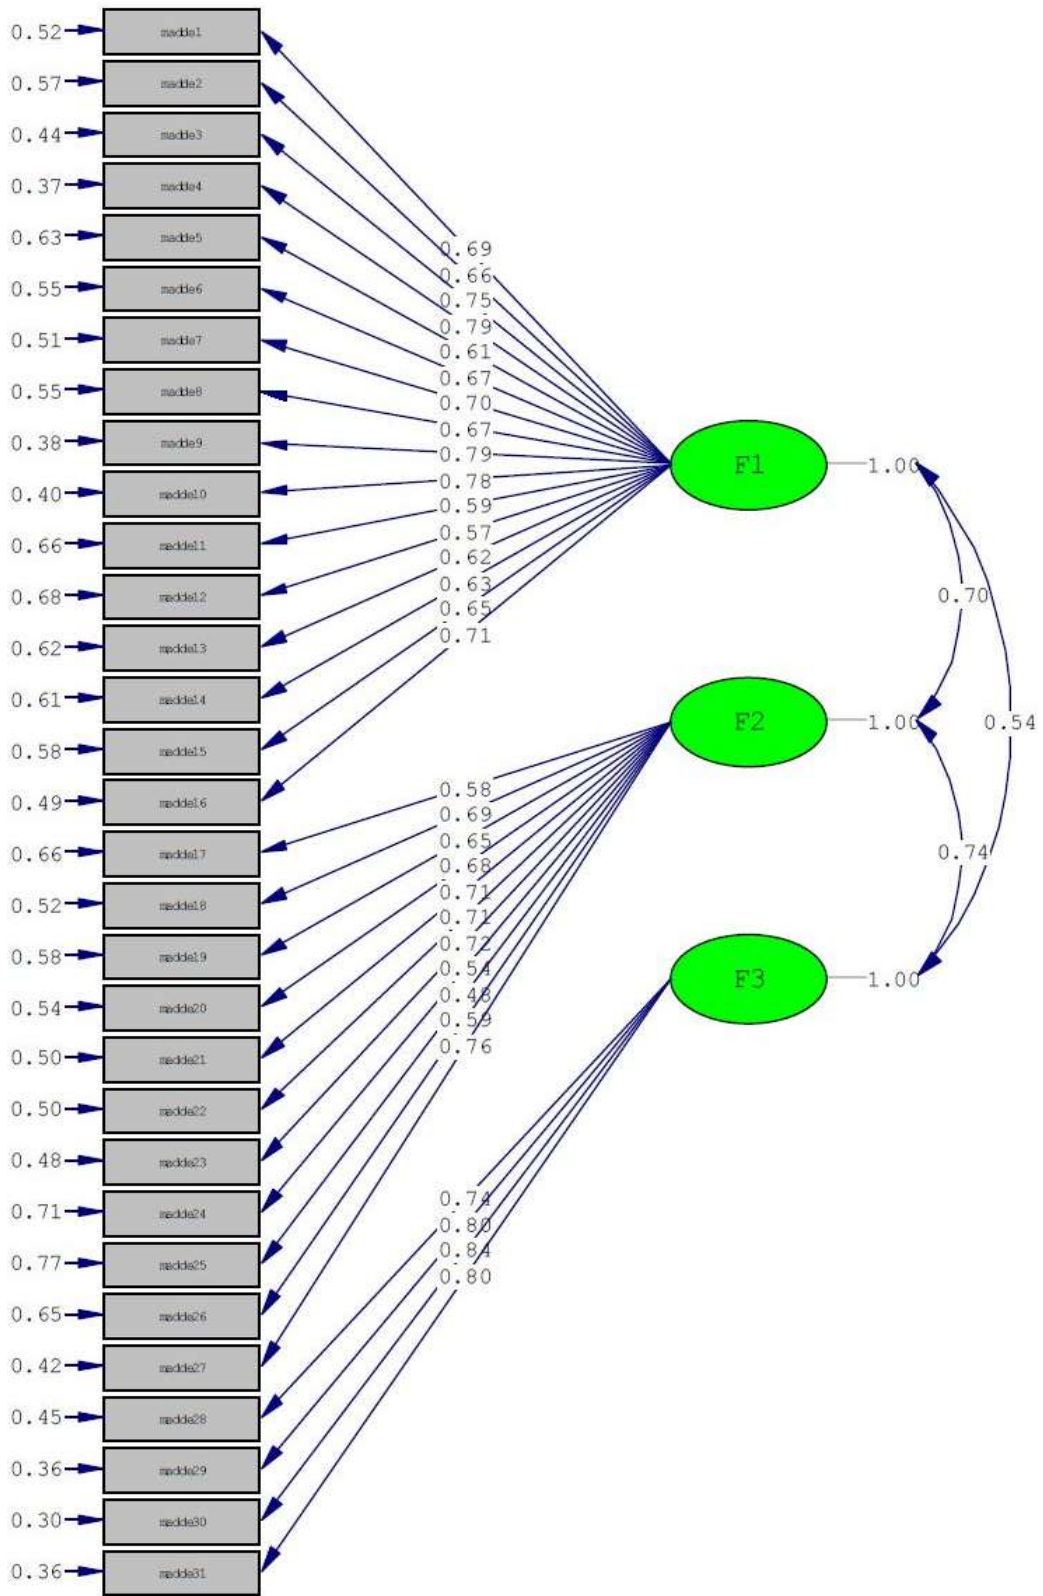 0.52 madde1
0.57 madde2
0.44 madde3
0.37 madde4
0.63 madde5
0.69
0.66
0.55 madde6
0.75
0.79
0.51 madde7
0.61
0.67
0.55 madde8
0.70
0.67
0.38 madde9
0.79
F1 1.00
0.78
0.40 madde10
0.59
0.57
0.66 madde11
0.62
0.63
0.68 madde12
0.70
0.65
0.71
0.62 madde13
0.61 madde14
F2 1.00 0.54
0.58 madde15
0.58
0.49 madde16
0.69
0.65
0.66 madde17
0.74
0.68
0.71
0.52 madde18
0.71
0.72
0.58 madde19
0.54
F3 1.00
0.48
0.54 madde20
0.59
0.76
0.50 madde21
0.50 madde22
0.48 madde23
0.74
0.71 madde24
0.80
0.84
0.77 madde25
0.80
0.65 madde26
0.42 madde27
0.45 madde28
0.36 madde29
0.30 madde30
0.36 madde31